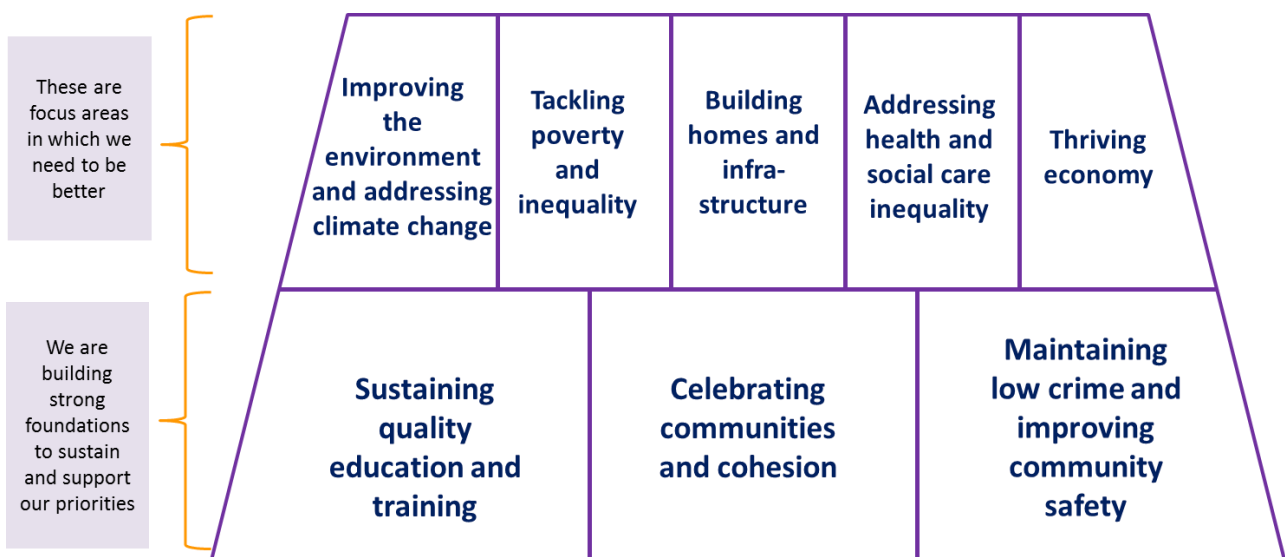 These are
focus areas
in which we
need to be
better
Improving
the
environment
and addressing
climate change
Tackling
poverty
and
inequality
Building
homes and
infra-
structure
Addressing
health and
social care
inequality
Thriving
economy
We are
building
strong
foundations
to sustain
and support
our priorities
Sustaining
quality
education and
training
Celebrating
communities
and cohesion
Maintaining
low crime and
improving
community
safety